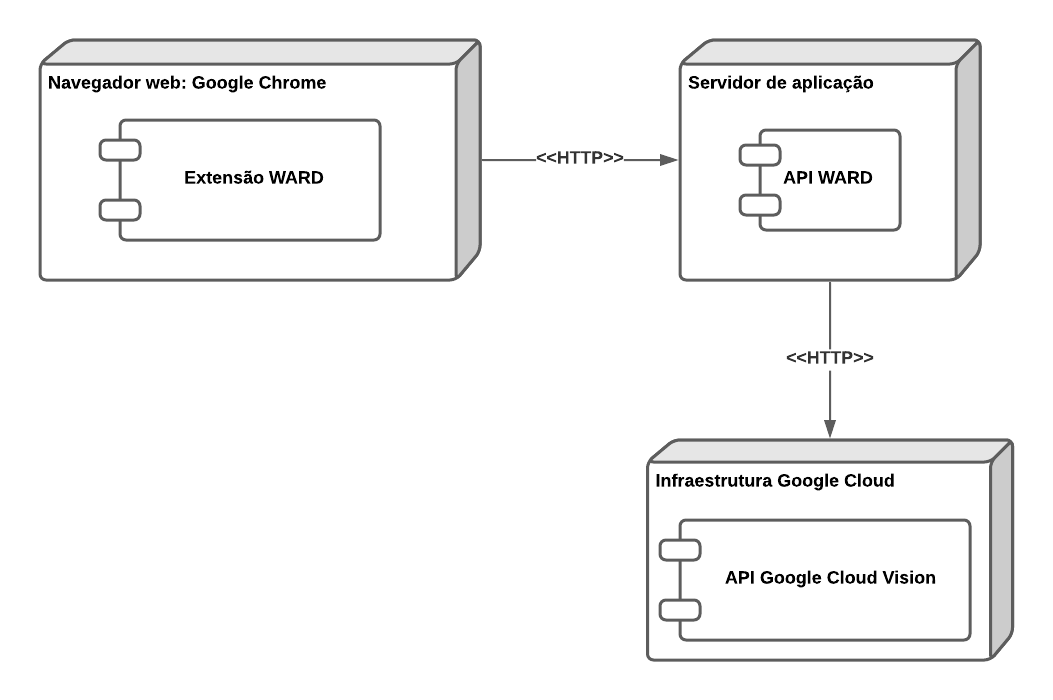 Navegador web: Google Chrome
Extensão WARD
<<HTTP>>
Servidor de aplicação
API WARD
<<HTTP>>
Infraestrutura Google Cloud
API Google Cloud Vision